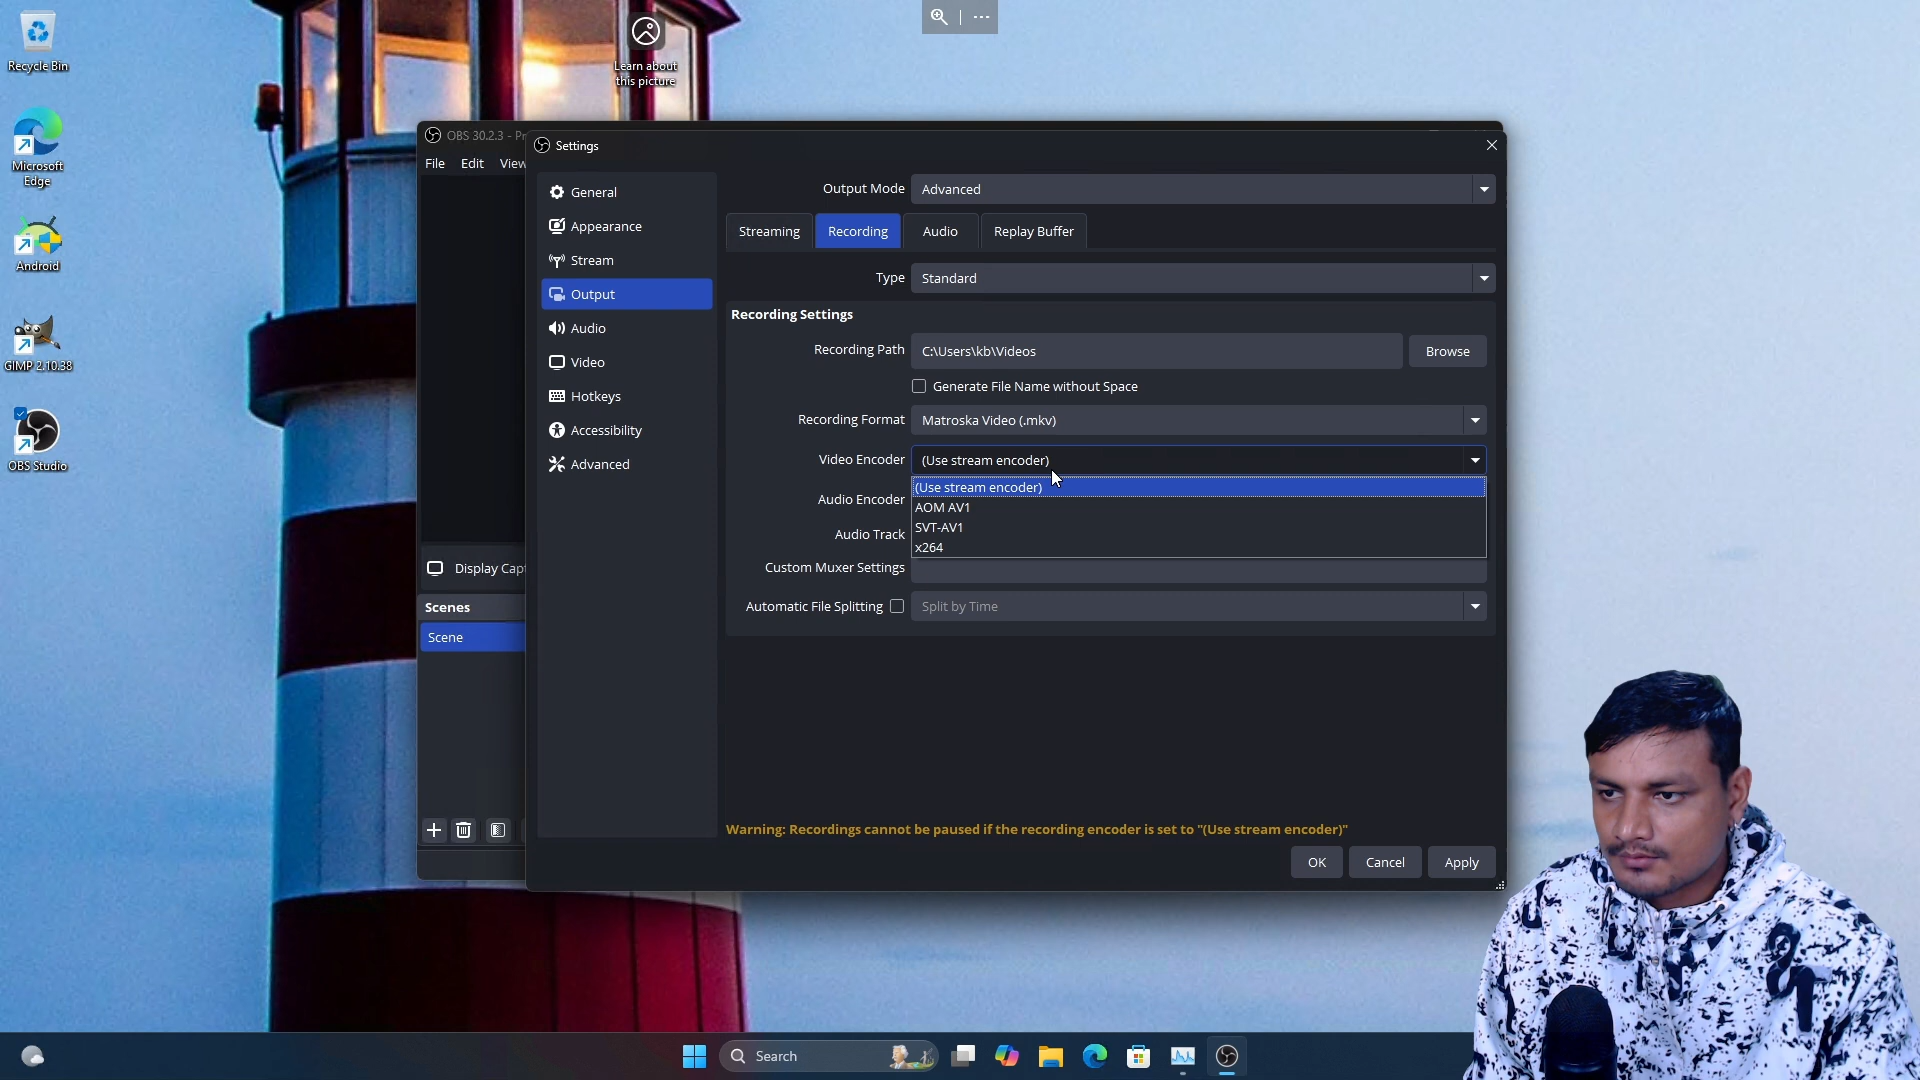 Recycle Bin
Microsoft
Edge
Android
GIMP 2.10.38
OBS Studio
Learn about
this picture
OBS 30.2.3 - Pr
File Edit View
Display Capt
Scenes
Scene
Settings
General
Appearance
Stream
Output
Audio
Video
Hotkeys
Accessibility
Advanced
Output Mode Advanced
Streaming Recording Audio Replay Buffer
Type Standard
Recording Settings
Recording Path C:\Users\kb\Videos Browse
Generate File Name without Space
Recording Format Matroska Video (.mkv)
Video Encoder (Use stream encoder)
(Use stream encoder)
Audio Encoder
AOM AV1
SVT-AV1
Audio Track
x264
Custom Muxer Settings
Automatic File Splitting Split by Time
Warning: Recordings cannot be paused if the recording encoder is set to "(Use stream encoder)"
OK Cancel Apply
Search